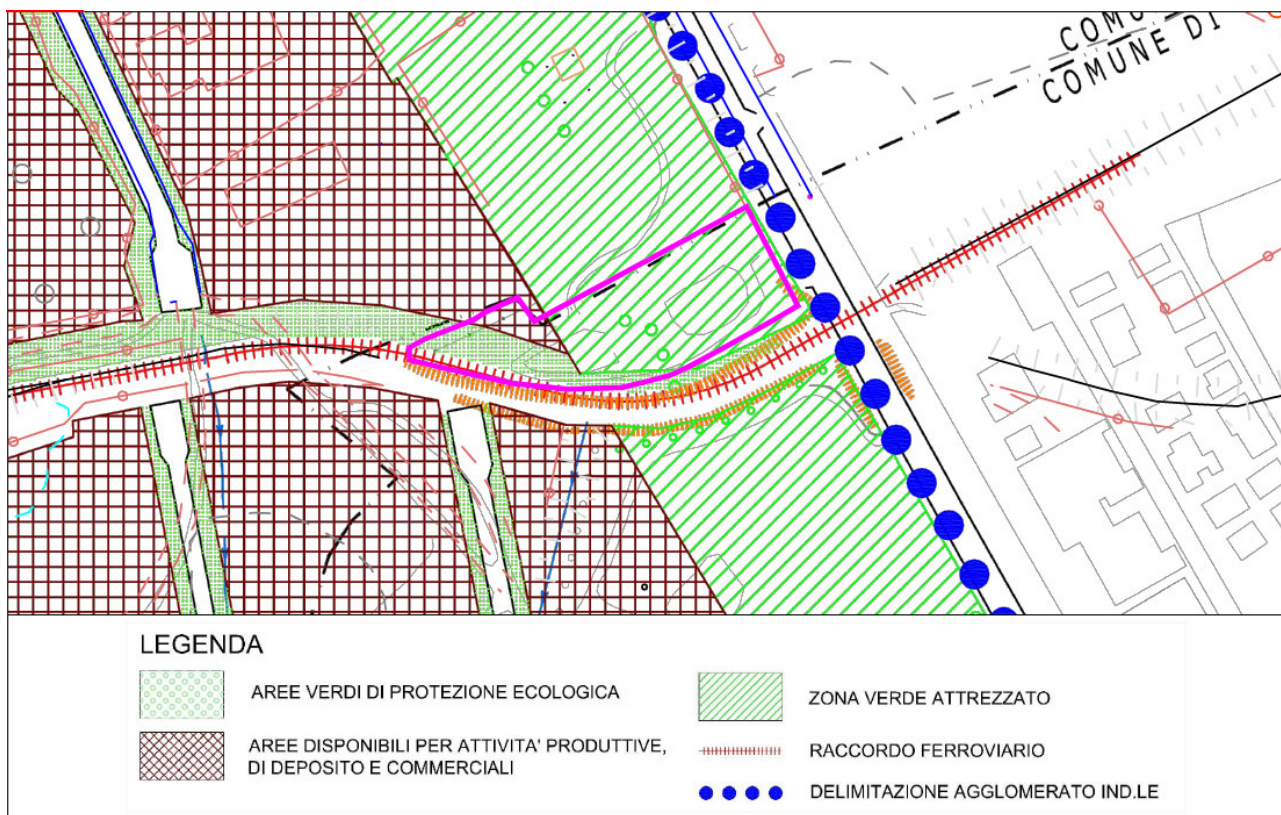 COMU
COMUNE DI
LEGENDA
AREE VERDI DI PROTEZIONE ECOLOGICA
AREE DISPONIBILI PER ATTIVITA' PRODUTTIVE,
DI DEPOSITO E COMMERCIALI
ZONA VERDE ATTREZZATO
RACCORDO FERROVIARIO
DELIMITAZIONE AGGLOMERATO IND.LE